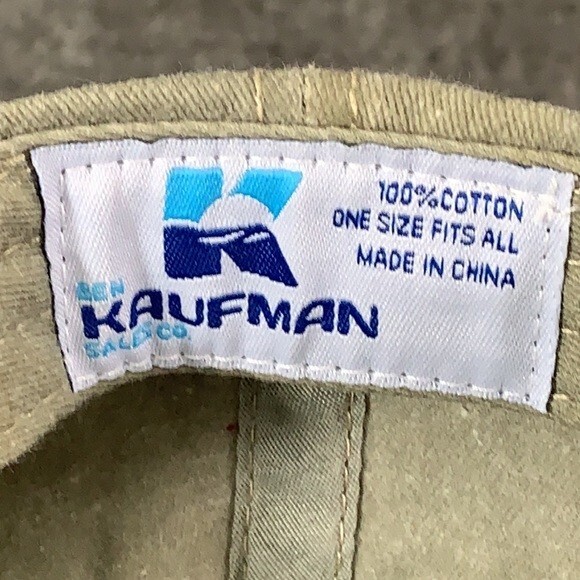 K
BEN
KAUFMAN
SALES CO.
100% COTTON
ONE SIZE FITS ALL
MADE IN CHINA